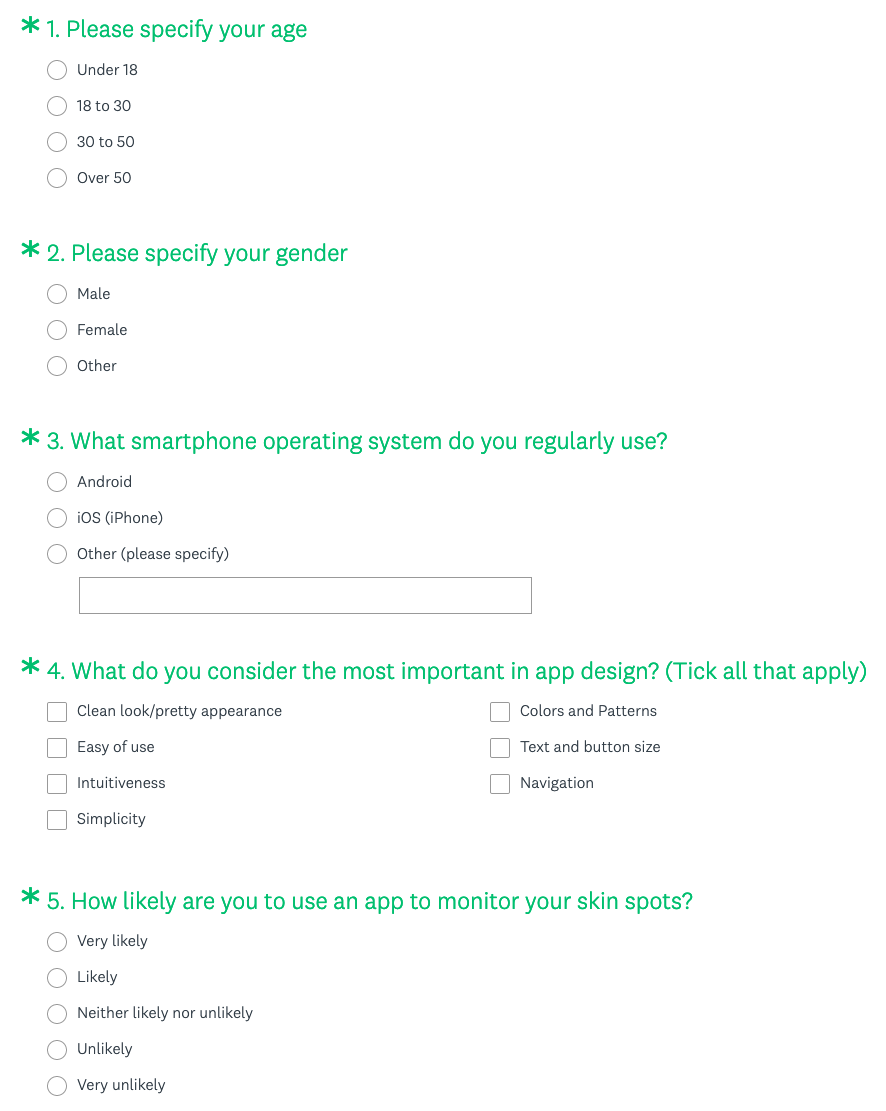 * 1. Please specify your age
Under 18
18 to 30
30 to 50
Over 50
* 2. Please specify your gender
Male
Female
Other
* 3. What smartphone operating system do you regularly use?
Android
iOS (iPhone)
Other (please specify)
* 4. What do you consider the most important in app design? (Tick all that apply)
Clean look/pretty appearance
Easy of use
Intuitiveness
Simplicity
Colors and Patterns
Text and button size
Navigation
* 5. How likely are you to use an app to monitor your skin spots?
Very likely
Likely
Neither likely nor unlikely
Unlikely
Very unlikely